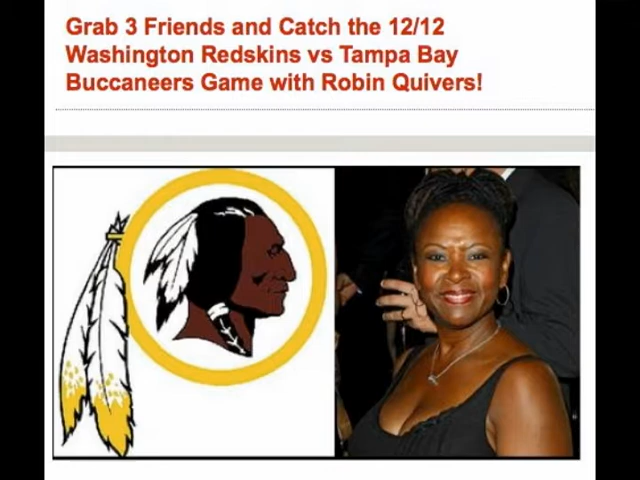 Grab 3 Friends and Catch the 12/12
Washington Redskins vs Tampa Bay
Buccaneers Game with Robin Quivers!